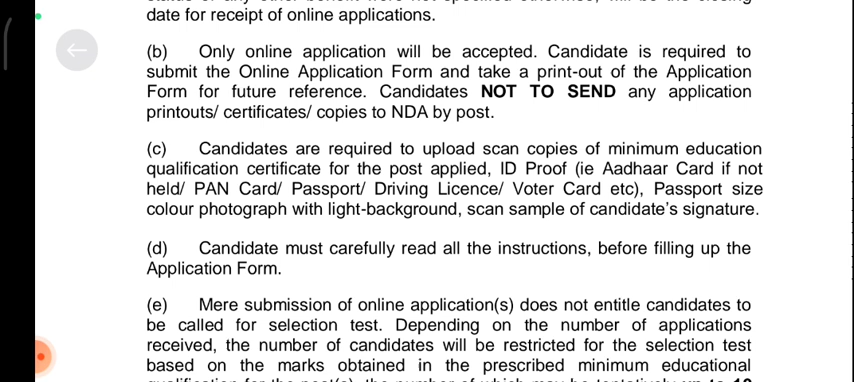 date for receipt of online applications.
(b) Only online application will be accepted. Candidate is required to
submit the Online Application Form and take a print-out of the Application
Form for future reference. Candidates NOT TO SEND any application
printouts/ certificates/ copies to NDA by post.
(c) Candidates are required to upload scan copies of minimum education
qualification certificate for the post applied, ID Proof (ie Aadhaar Card if not
held/ PAN Card/ Passport/ Driving Licence/ Voter Card etc), Passport size
colour photograph with light-background, scan sample of candidate's signature.
(d) Candidate must carefully read all the instructions, before filling up the
Application Form.
(e) Mere submission of online application(s) does not entitle candidates to
be called for selection test. Depending on the number of applications
received, the number of candidates will be restricted for the selection test
based on the marks obtained in the prescribed minimum educational